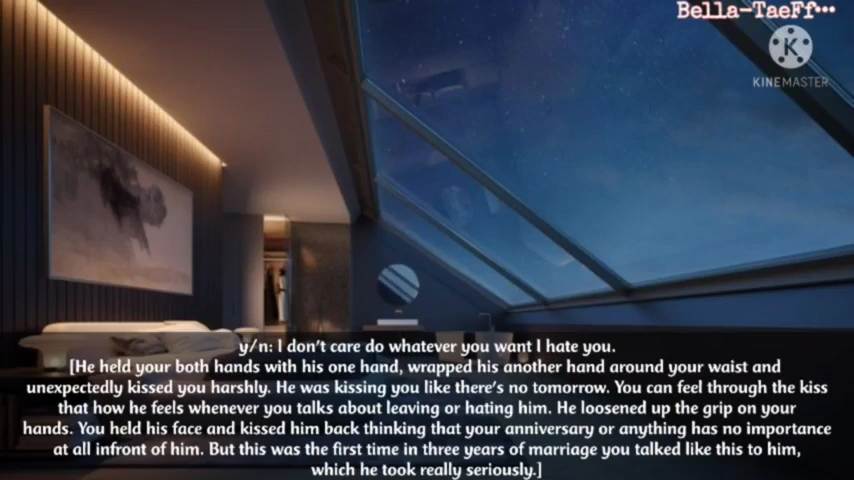 Bella-TaeFf...
KINEMASTER
y/n: I don't care do whatever you want I hate you.
[He held your both hands with his one hand, wrapped his another hand around your waist and
unexpectedly kissed you harshly. He was kissing you like there's no tomorrow. You can feel through the kiss
that how he feels whenever you talks about leaving or hating him. He loosened up the grip on your
hands. You held his face and kissed him back thinking that your anniversary or anything has no importance
at all infront of him. But this was the first time in three years of marriage you talked like this to him,
which he took really seriously.]